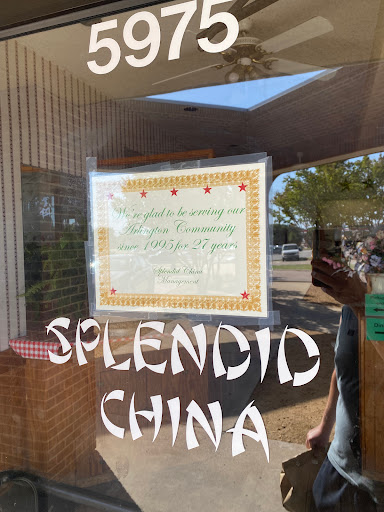 5975
We're glad to be serving our
Arlington Community
since 1995 for 27 years
Splendid China
Management
SPLENDID
CHINA